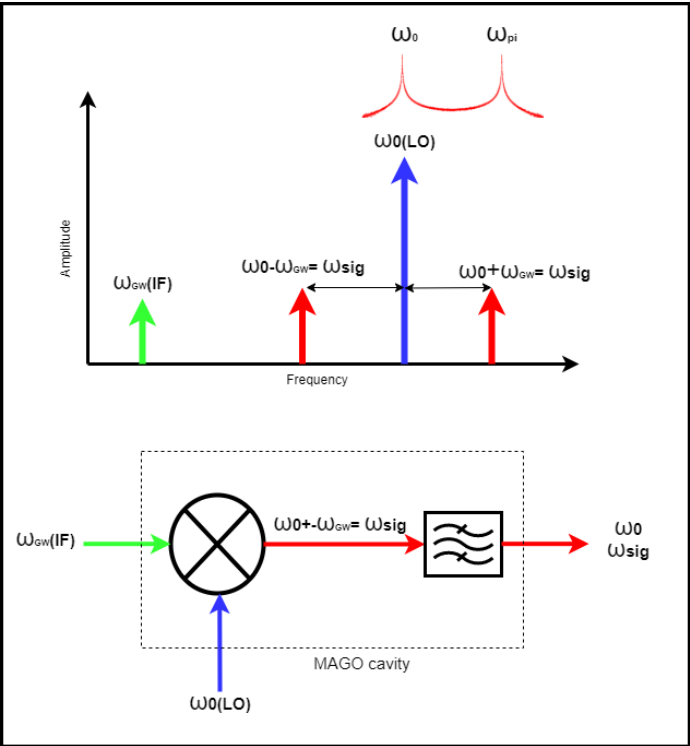 ω₀ ωpi
ω0(LO)
Amplitude
ω0-ωGW= ωsig
ω0+ωGW= ωsig
ωGW(IF)
Frequency
ω0+-ωGW= ωsig
ωGW(IF)
ω0
ωsig
MAGO cavity
ω0(LO)